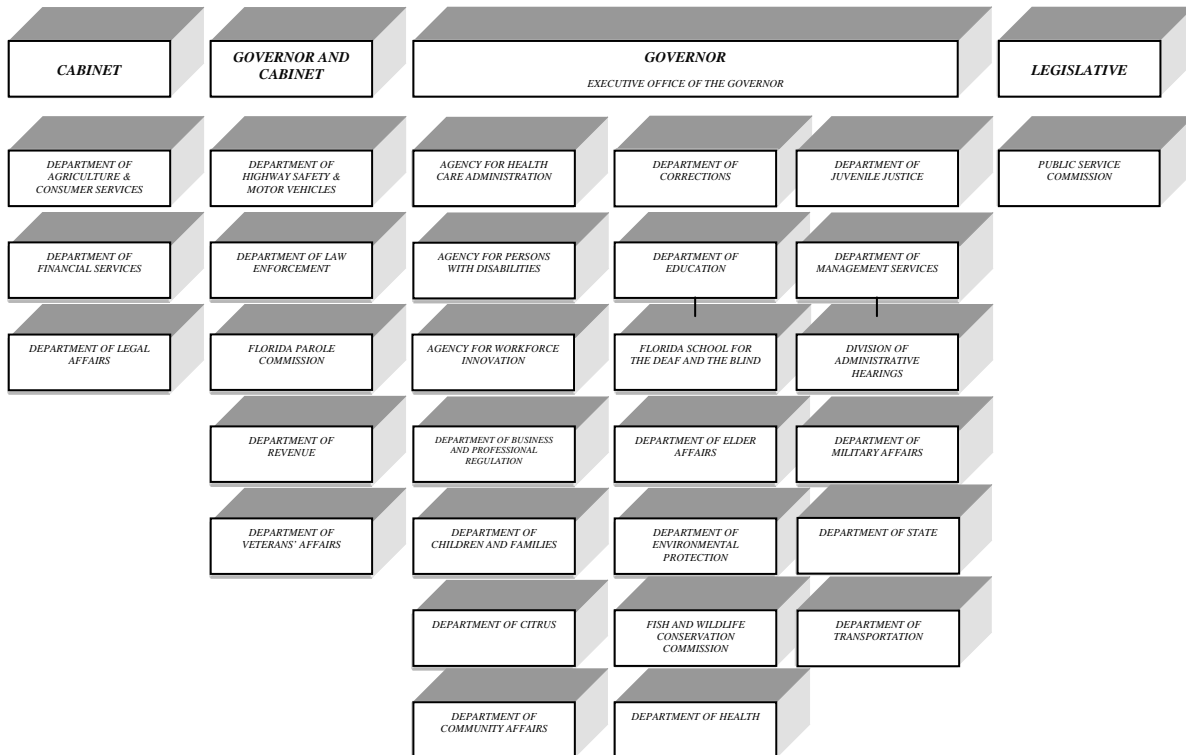 CABINET
GOVERNOR AND
CABINET
GOVERNOR
EXECUTIVE OFFICE OF THE GOVERNOR
LEGISLATIVE
DEPARTMENT OF
AGRICULTURE &
CONSUMER SERVICES
DEPARTMENT OF
HIGHWAY SAFETY &
MOTOR VEHICLES
AGENCY FOR HEALTH
CARE ADMINISTRATION
DEPARTMENT OF
CORRECTIONS
DEPARTMENT OF
JUVENILE JUSTICE
PUBLIC SERVICE
COMMISSION
DEPARTMENT OF
FINANCIAL SERVICES
DEPARTMENT OF LAW
ENFORCEMENT
AGENCY FOR PERSONS
WITH DISABILITIES
DEPARTMENT OF
EDUCATION
DEPARTMENT OF
MANAGEMENT SERVICES
DEPARTMENT OF LEGAL
AFFAIRS
FLORIDA PAROLE
COMMISSION
AGENCY FOR WORKFORCE
INNOVATION
FLORIDA SCHOOL FOR
THE DEAF AND THE BLIND
DIVISION OF
ADMINISTRATIVE
HEARINGS
DEPARTMENT OF
REVENUE
DEPARTMENT OF BUSINESS
AND PROFESSIONAL
REGULATION
DEPARTMENT OF ELDER
AFFAIRS
DEPARTMENT OF
MILITARY AFFAIRS
DEPARTMENT OF
VETERANS' AFFAIRS
DEPARTMENT OF
CHILDREN AND FAMILIES
DEPARTMENT OF
ENVIRONMENTAL
PROTECTION
DEPARTMENT OF STATE
DEPARTMENT OF CITRUS
FISH AND WILDLIFE
CONSERVATION
COMMISSION
DEPARTMENT OF
TRANSPORTATION
DEPARTMENT OF
COMMUNITY AFFAIRS
DEPARTMENT OF HEALTH